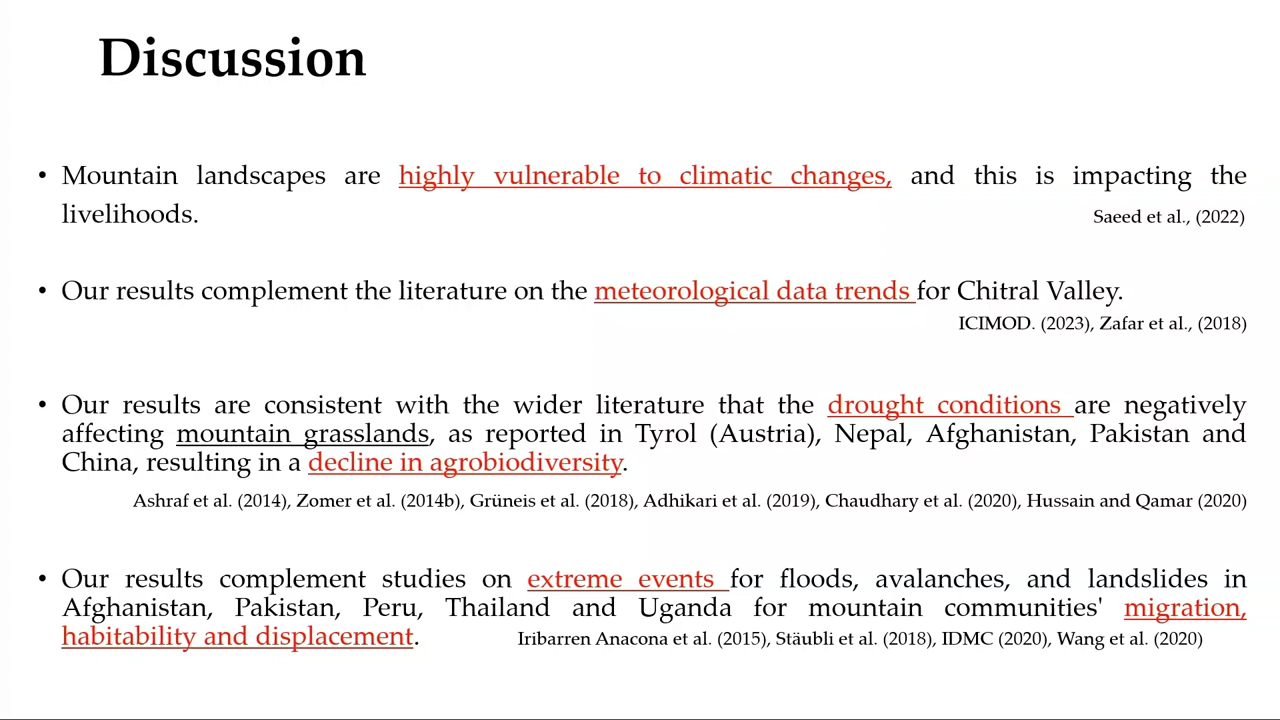 Discussion
• Mountain landscapes are highly vulnerable to climatic changes, and this is impacting the
livelihoods. Saeed et al., (2022)
• Our results complement the literature on the meteorological data trends for Chitral Valley.
ICIMOD. (2023), Zafar et al., (2018)
• Our results are consistent with the wider literature that the drought conditions are negatively
affecting mountain grasslands, as reported in Tyrol (Austria), Nepal, Afghanistan, Pakistan and
China, resulting in a decline in agrobiodiversity.
Ashraf et al. (2014), Zomer et al. (2014b), Grüneis et al. (2018), Adhikari et al. (2019), Chaudhary et al. (2020), Hussain and Qamar (2020)
• Our results complement studies on extreme events for floods, avalanches, and landslides in
Afghanistan, Pakistan, Peru, Thailand and Uganda for mountain communities' migration,
habitability and displacement. Iribarren Anacona et al. (2015), Stäubli et al. (2018), IDMC (2020), Wang et al. (2020)